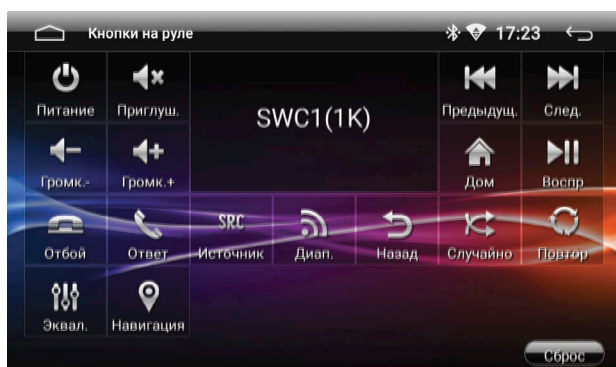 Кнопки на руле 17:23
Питание Приглуш. SWC1(1K) Предыдущ. След.
Громк.- Громк.+ Дом Воспр
SRC
Отбой Ответ Источник Диап. Назад Случайно Повтор
Эквал. Навигация
Сброс